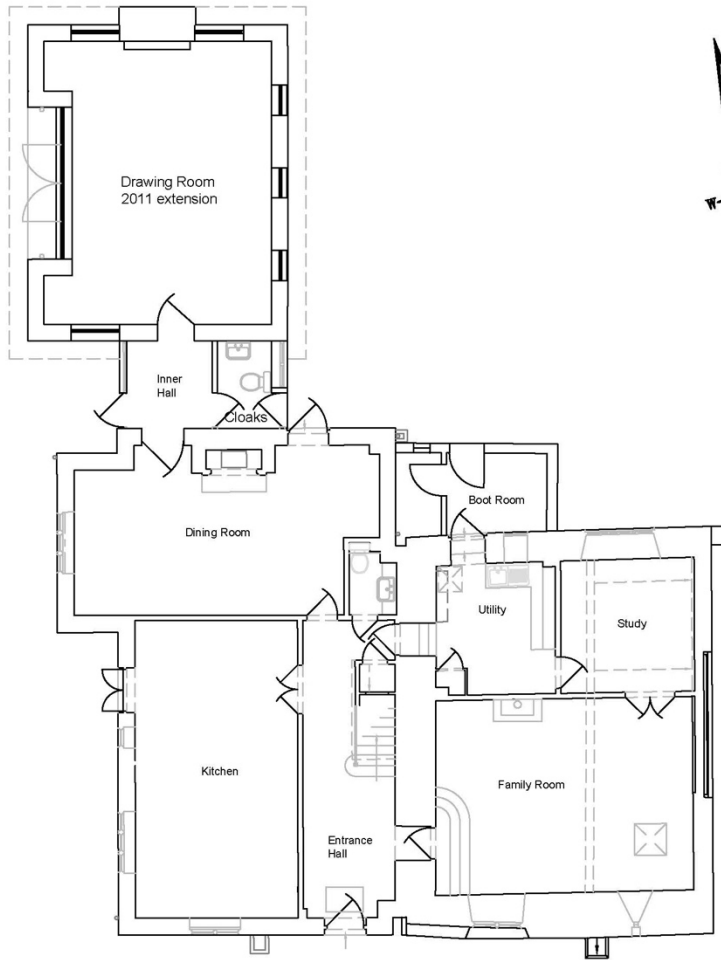 Drawing Room
2011 extension
W-
Inner
Hall
Cloaks
Boot Room
Dining Room
Utility
Study
Kitchen
Family Room
Entrance
Hall